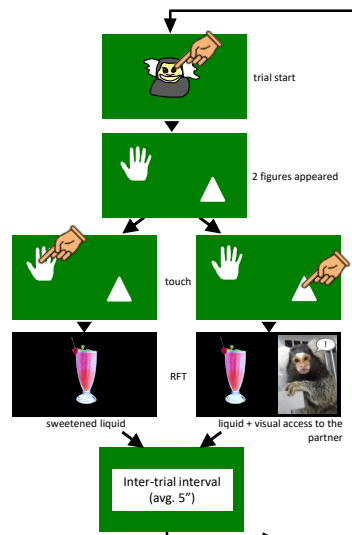 trial start
2 figures appeared
touch
!
RFT
sweetened liquid
liquid + visual access to the
partner
Inter-trial interval
(avg. 5″)